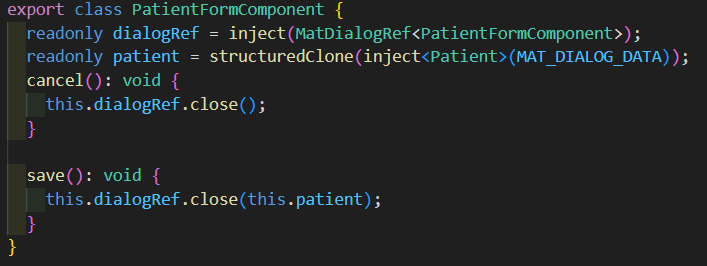 export class PatientFormComponent {
readonly dialogRef = inject(MatDialogRef<PatientFormComponent>);
readonly patient = structuredClone(inject<Patient>(MAT_DIALOG_DATA));
cancel(): void {
this.dialogRef.close();
}
save(): void {
this.dialogRef.close(this.patient);
}
}